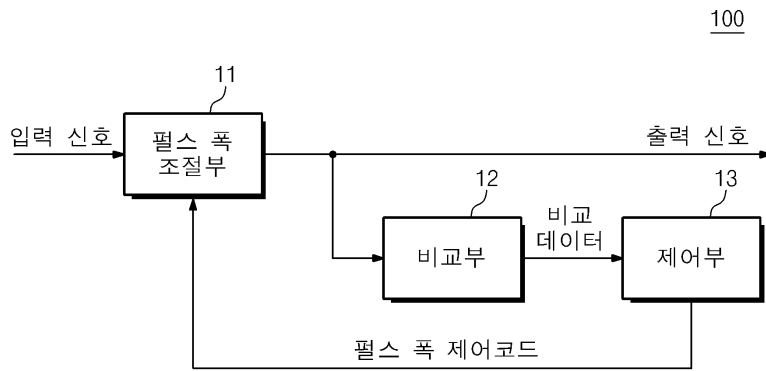 100
11
입력 신호
펄스 폭
조절부
출력 신호
12
비교
데이터
13
비교부
제어부
펄스 폭 제어코드